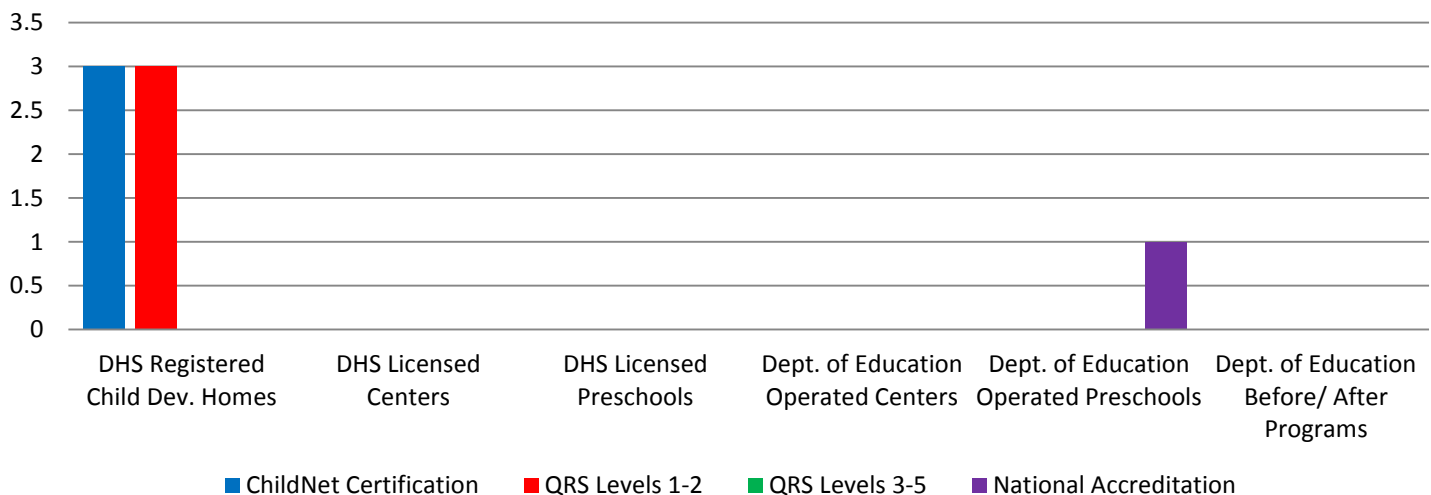 3.5
3
2.5
2
1.5
1
0.5
0
DHS Registered
Child Dev. Homes
DHS Licensed
Centers
DHS Licensed
Preschools
Dept. of Education
Operated Centers
Dept. of Education
Operated Preschools
Dept. of Education
Before/ After
Programs
ChildNet Certification QRS Levels 1-2 QRS Levels 3-5 National Accreditation